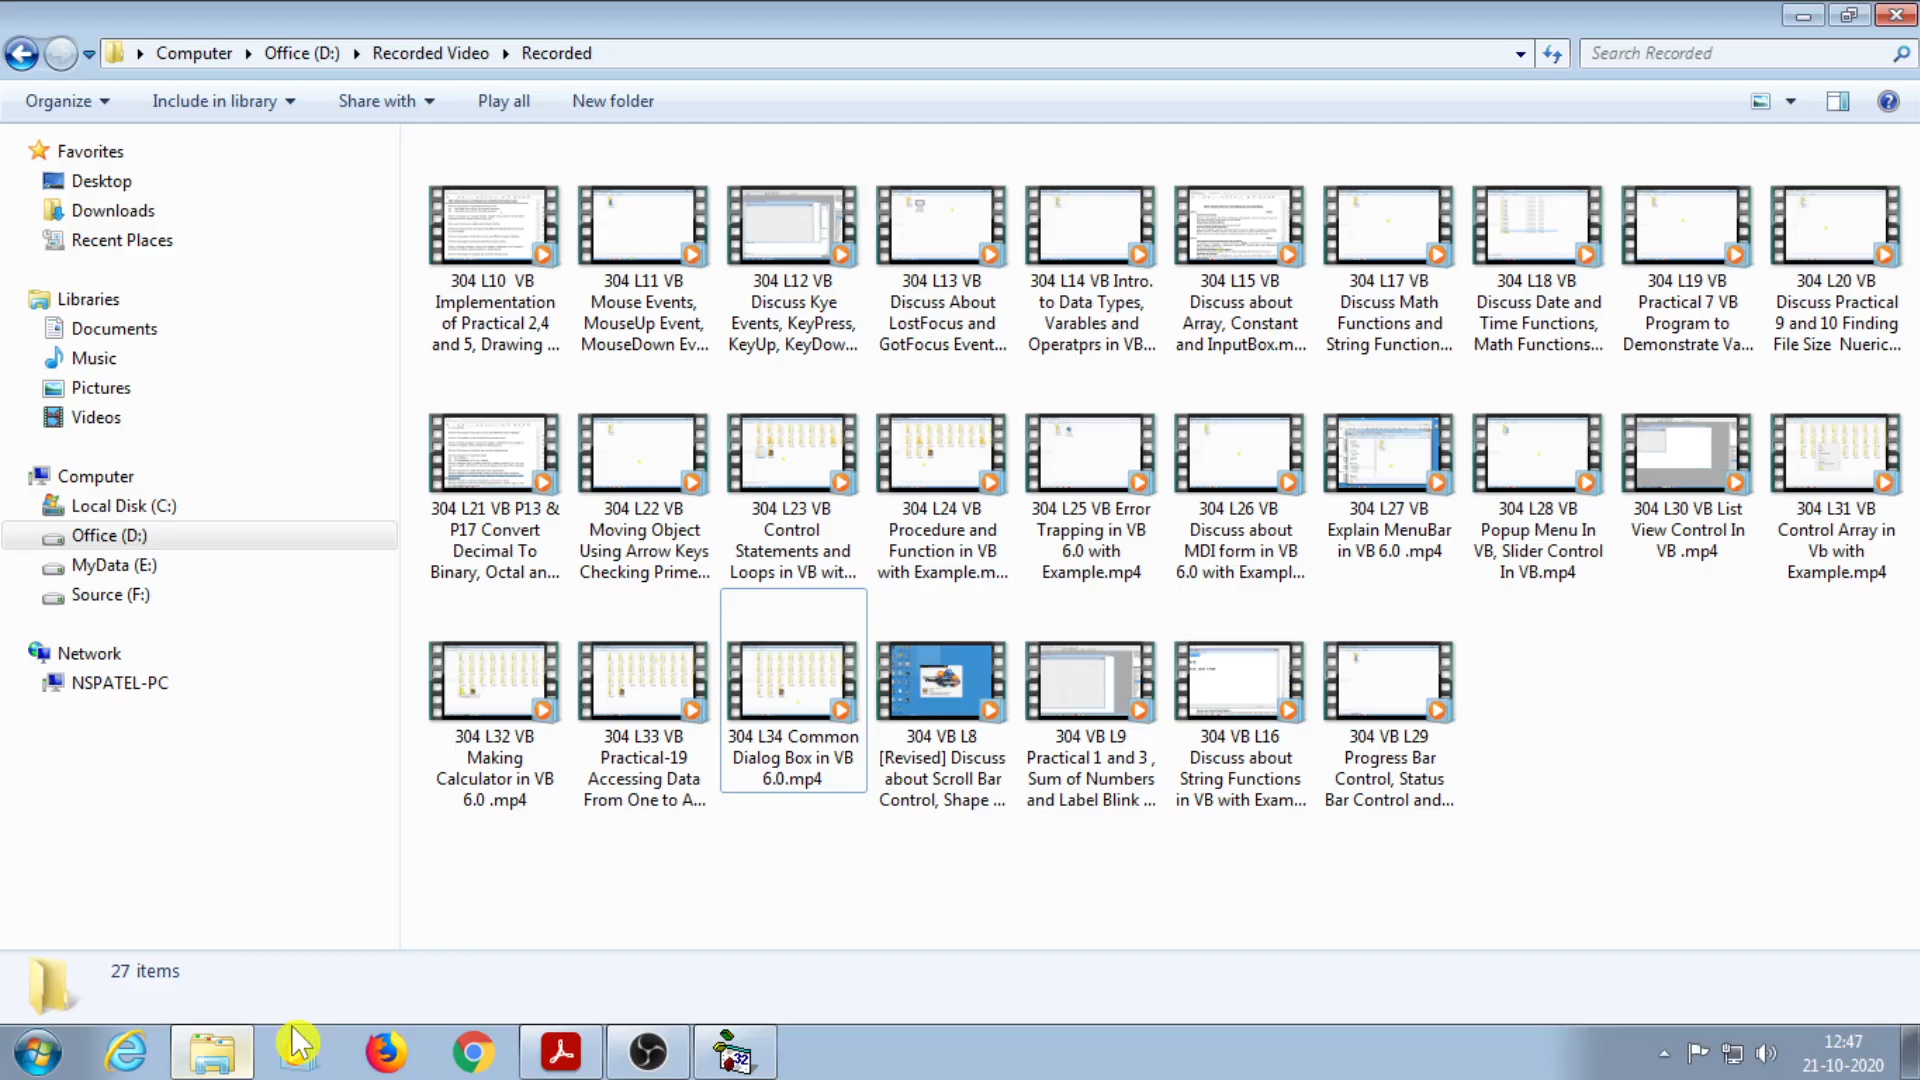 Computer Office (D:) Recorded Video Recorded
Search Recorded
Organize Include in library Share with Play all New folder
Favorites
Desktop
Downloads
Recent Places
Libraries
Documents
Music
Pictures
Videos
Computer
Local Disk (C:)
Office (D:)
MyData (E:)
Source (F:)
Network
NSPATEL-PC
304 L10 VB
Implementation
of Practical 2,4
and 5, Drawing ...
304 L11 VB
Mouse Events,
MouseUp Event,
MouseDown Ev...
304 L12 VB
Discuss Kye
Events, KeyPress,
KeyUp, KeyDow...
304 L13 VB
Discuss About
LostFocus and
GotFocus Event...
304 L14 VB Intro.
to Data Types,
Varables and
Operatprs in VB...
304 L15 VB
Discuss about
Array, Constant
and InputBox.m...
304 L17 VB
Discuss Math
Functions and
String Function...
304 L18 VB
Discuss Date and
Time Functions,
Math Functions...
304 L19 VB
Practical 7 VB
Program to
Demonstrate Va...
304 L20 VB
Discuss Practical
9 and 10 Finding
File Size Nueric...
304 L21 VB P13 &
P17 Convert
Decimal To
Binary, Octal an...
304 L22 VB
Moving Object
Using Arrow Keys
Checking Prime...
304 L23 VB
Control
Statements and
Loops in VB wit...
304 L24 VB
Procedure and
Function in VB
with Example.m...
304 L25 VB Error
Trapping in VB
6.0 with
Example.mp4
304 L26 VB
Discuss about
MDI form in VB
6.0 with Exampl...
304 L27 VB
Explain MenuBar
in VB 6.0 .mp4
304 L28 VB
Popup Menu In
VB, Slider Control
In VB.mp4
304 L30 VB List
View Control In
VB .mp4
304 L31 VB
Control Array in
Vb with
Example.mp4
304 L32 VB
Making
Calculator in VB
6.0 .mp4
304 L33 VB
Practical-19
Accessing Data
From One to A...
304 L34 Common
Dialog Box in VB
6.0.mp4
304 VB L8
[Revised] Discuss
about Scroll Bar
Control, Shape ...
304 VB L9
Practical 1 and 3 ,
Sum of Numbers
and Label Blink ...
304 VB L16
Discuss about
String Functions
in VB with Exam...
304 VB L29
Progress Bar
Control, Status
Bar Control and...
27 items
32
12:47
21-10-2020